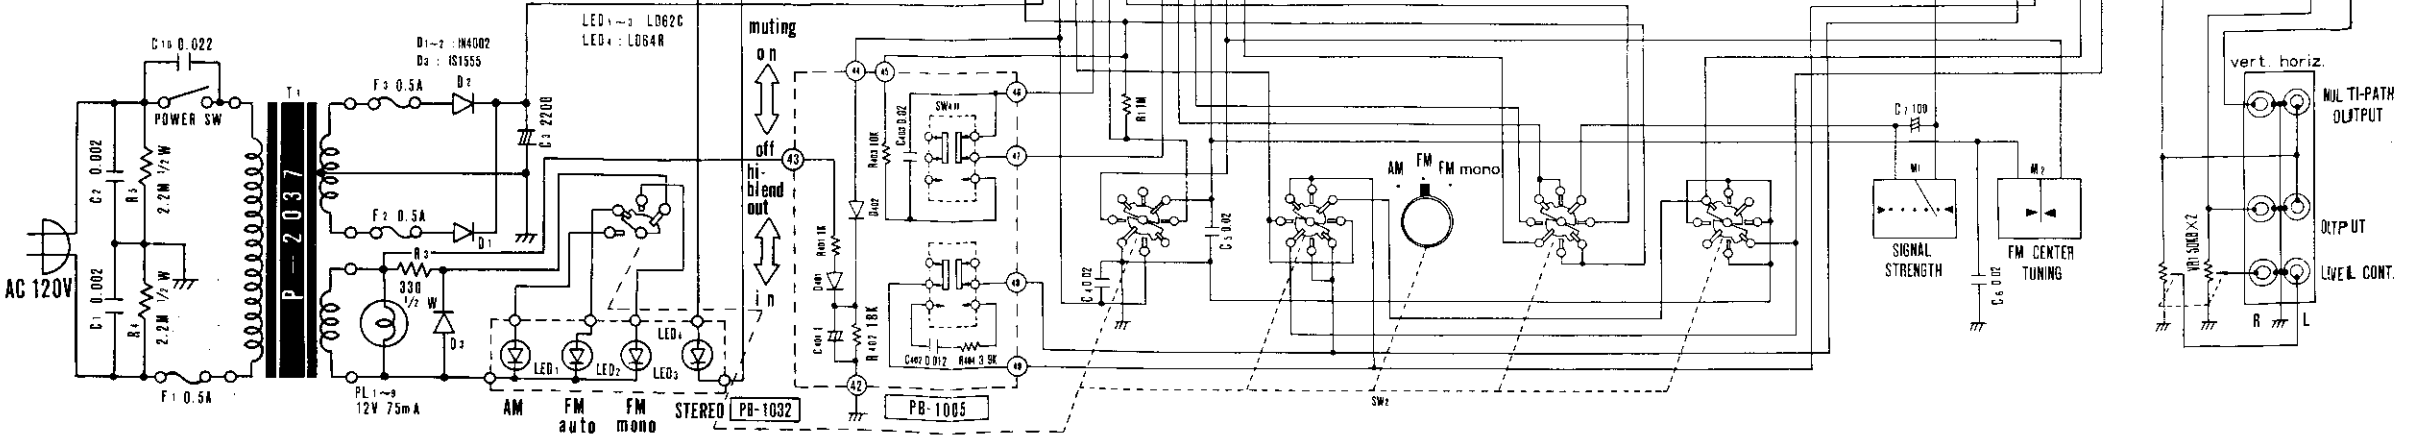 LED1~3 LD62C
LED4 : LD64R
muting
on
off
hi-
blend
out
in
C10 0.022
POWER SW
D1~2 : IN4002
D3 : IS1555
T1
F3 0.5A
D2
C3 2200
F2 0.5A
D1
P-2037
AC 120V
C2 0.002
R5
2.2M 1/2 W
C1 0.002
R4
2.2M 1/2 W
F1 0.5A
R3
330
1/2 W
D3
PL1~9
12V 75mA
LED1
LED2
LED3
LED4
AM
FM
auto
FM
mono
STEREO
PB-1032
43
44
45
46
47
48
49
42
SW401
C403 0.02
R403 10K
D402
R401 1K
D401
C401
R402 18K
C402 0.012
R404 3.9K
PB-1005
R1 1M
C5 0.02
C4 0.02
AM
FM
FM mono
SW2
C7 100
M1
SIGNAL
STRENGTH
M2
FM CENTER
TUNING
C6 0.02
vert. horiz.
MULTI-PATH
OUTPUT
OUTPUT
LEVEL CONT.
VR1 50KB×2
R
L